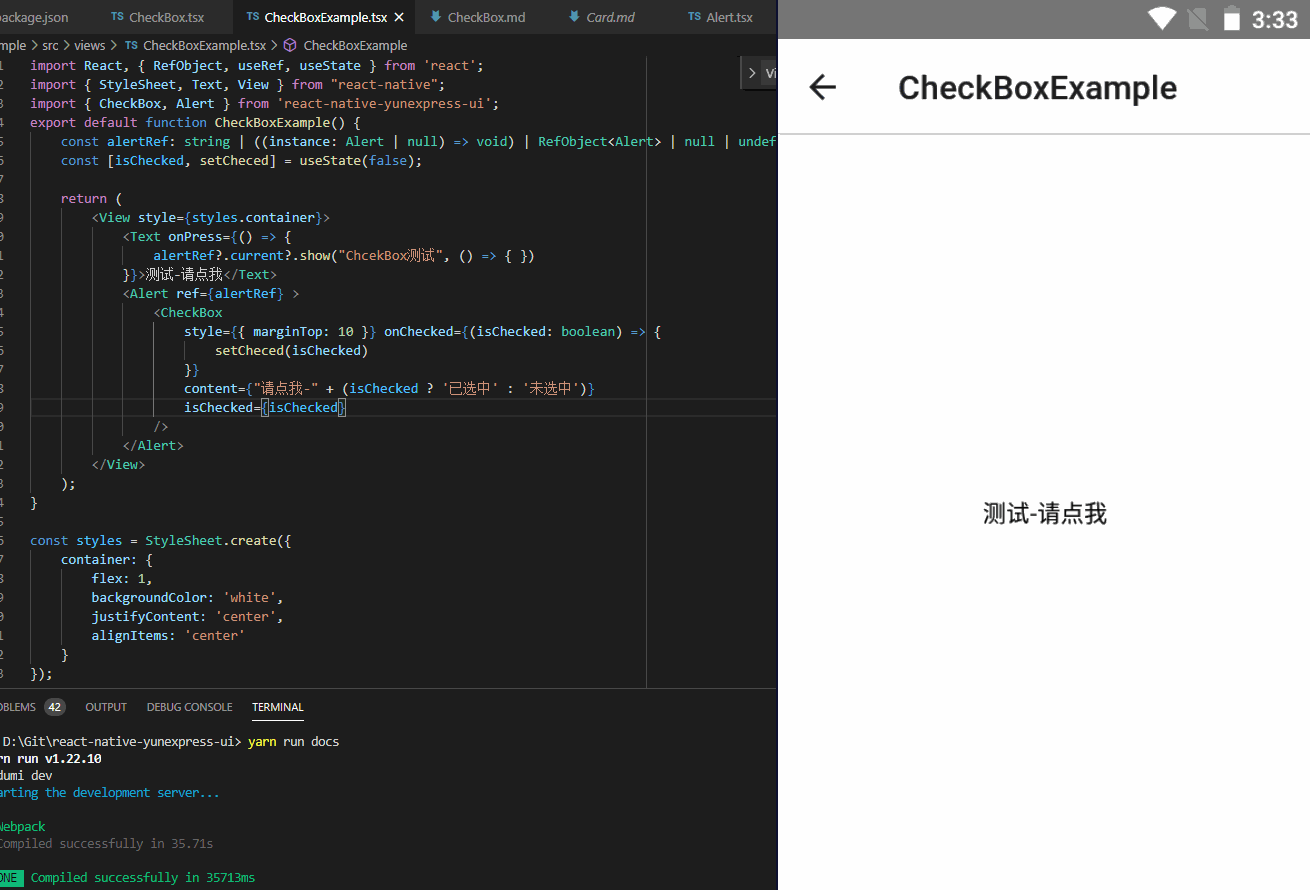 package.json TS CheckBox.tsx TS CheckBoxExample.tsx CheckBox.md Card.md TS Alert.tsx
mple > src > views > TS CheckBoxExample.tsx > CheckBoxExample
import React, { RefObject, useRef, useState } from 'react';
import { StyleSheet, Text, View } from "react-native";
import { CheckBox, Alert } from 'react-native-yunexpress-ui';
export default function CheckBoxExample() {
const alertRef: string | ((instance: Alert | null) => void) | RefObject<Alert> | null | undef
const [isChecked, setCheced] = useState(false);
return (
<View style={styles.container}>
<Text onPress={() => {
alertRef?.current?.show("ChcekBox测试", () => { })
}}>测试-请点我</Text>
<Alert ref={alertRef} >
<CheckBox
style={{ marginTop: 10 }} onChecked={(isChecked: boolean) => {
setCheced(isChecked)
}}
content={"请点我-" + (isChecked ? '已选中' : '未选中')}
isChecked={isChecked}
/>
</Alert>
</View>
);
}
const styles = StyleSheet.create({
container: {
flex: 1,
backgroundColor: 'white',
justifyContent: 'center',
alignItems: 'center'
}
});
OBLEMS 42 OUTPUT DEBUG CONSOLE TERMINAL
D:\Git\react-native-yunexpress-ui> yarn run docs
rn run v1.22.10
dumi dev
arting the development server...
Webpack
Compiled successfully in 35.71s
ONE Compiled successfully in 35713ms
3:33
CheckBoxExample
测试-请点我